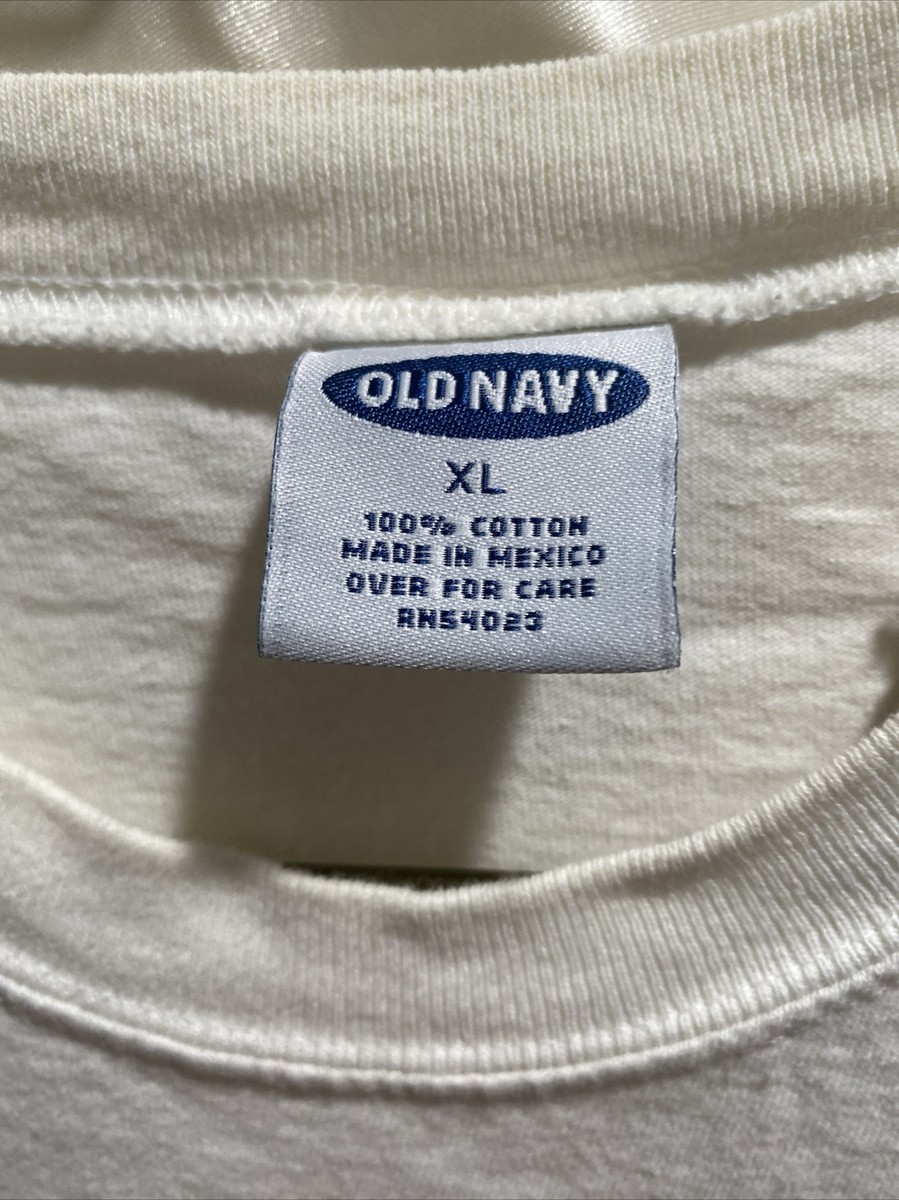 OLD NAVY
XL
100% COTTON
MADE IN MEXICO
OVER FOR CARE
RN54023